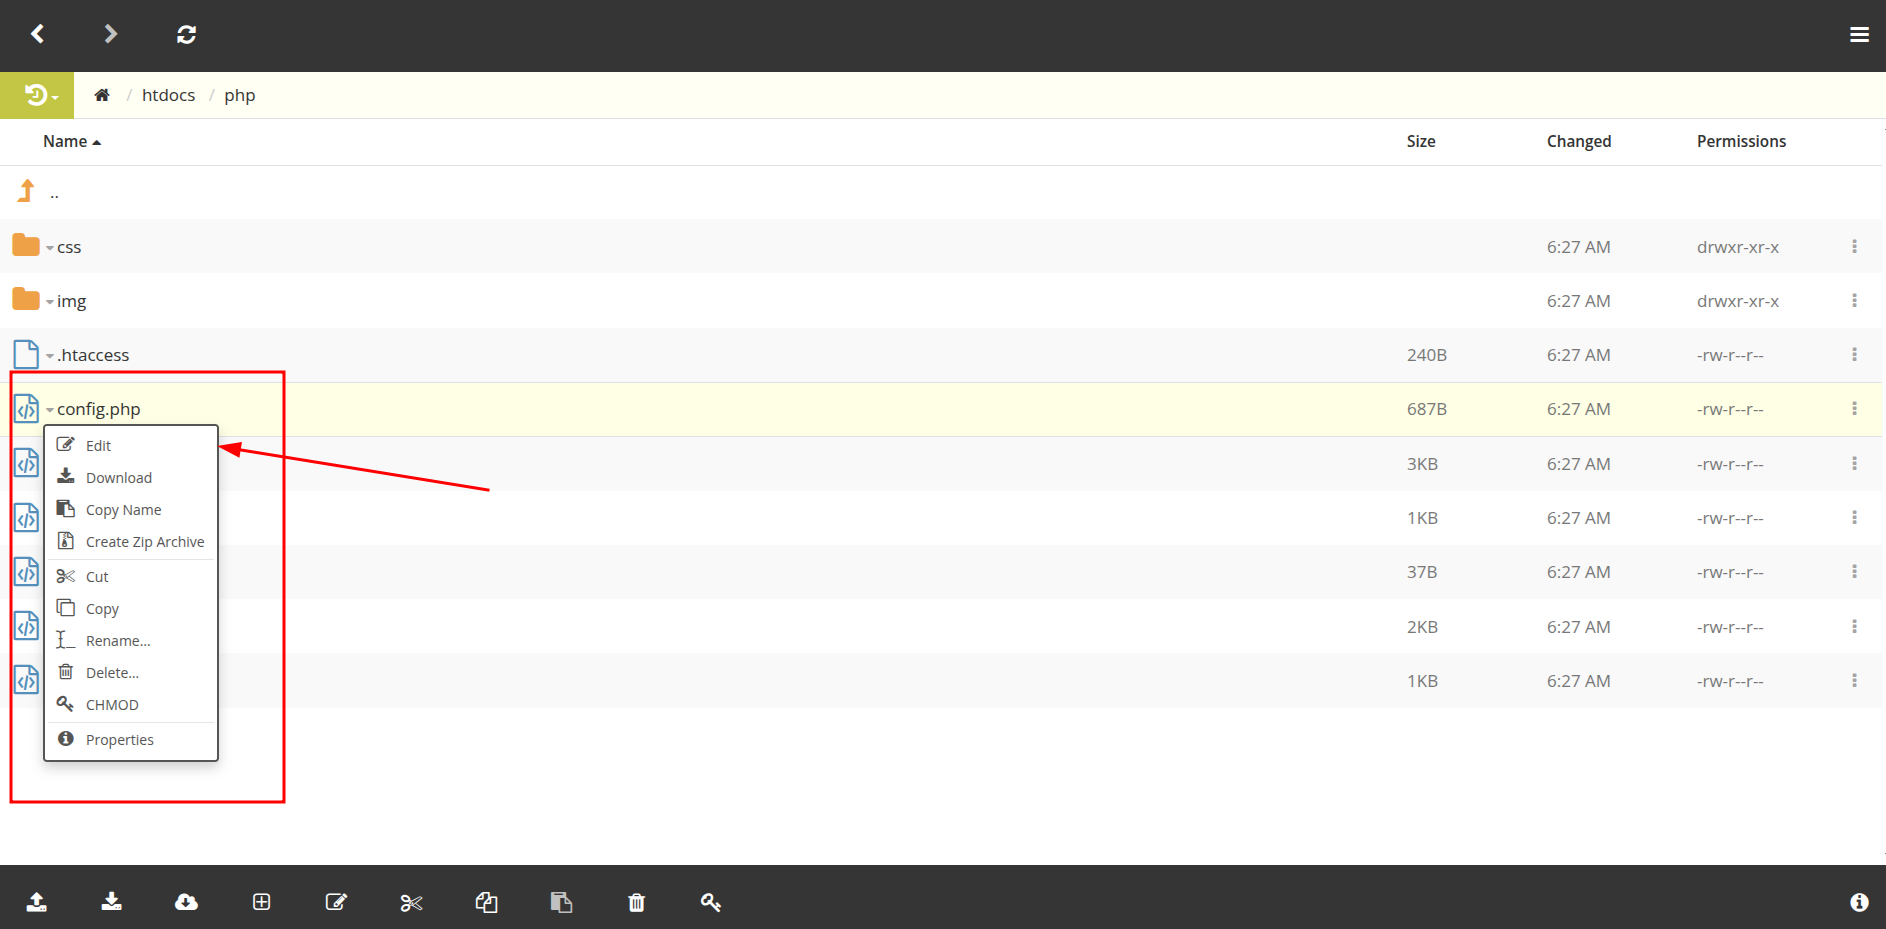 / htdocs / php
Name Size Changed Permissions
..
css 6:27 AM drwxr-xr-x
img 6:27 AM drwxr-xr-x
.htaccess 240B 6:27 AM -rw-r--r--
config.php 687B 6:27 AM -rw-r--r--
Edit
3KB 6:27 AM -rw-r--r--
Download
Copy Name
1KB 6:27 AM -rw-r--r--
Create Zip Archive
Cut
37B 6:27 AM -rw-r--r--
Copy
2KB 6:27 AM -rw-r--r--
Rename...
Delete...
1KB 6:27 AM -rw-r--r--
CHMOD
Properties